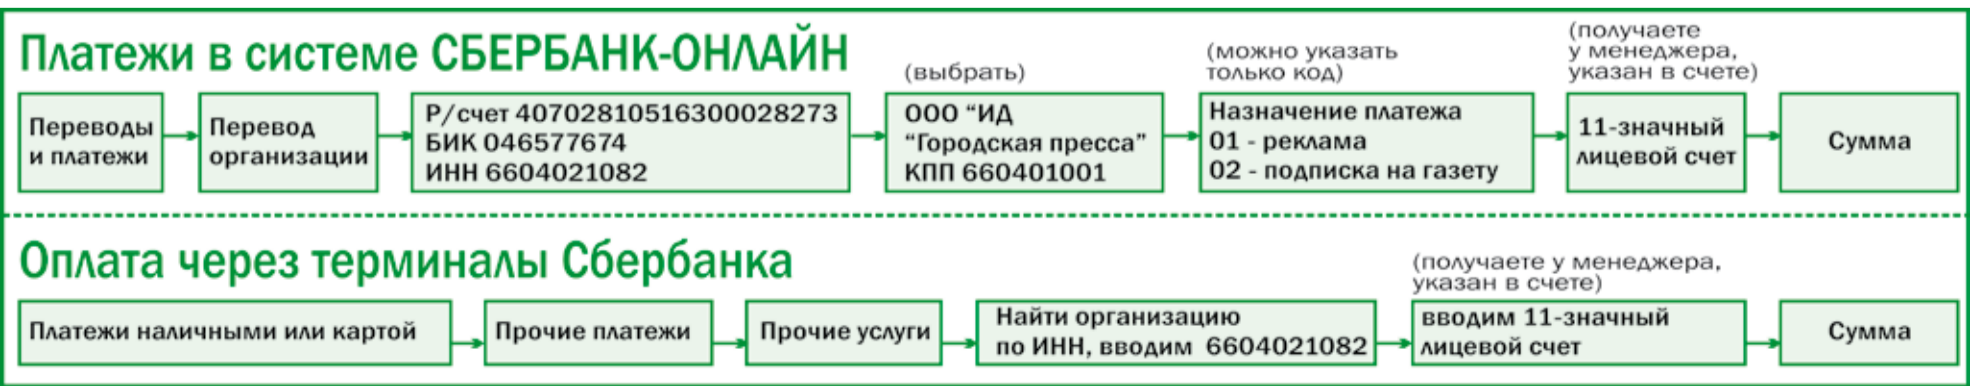 Платежи в системе СБЕРБАНК-ОНЛАЙН
Переводы
и платежи
Перевод
организации
Р/счет 40702810516300028273
БИК 046577674
ИНН 6604021082
(выбрать)
ООО "ИД
"Городская пресса"
КПП 660401001
(можно указать
только код)
Назначение платежа
01 - реклама
02 - подписка на газету
(получаете
у менеджера,
указан в счете)
11-значный
лицевой счет
Сумма
Оплата через терминалы Сбербанка
Платежи наличными или картой
Прочие платежи
Прочие услуги
Найти организацию
по ИНН, вводим 6604021082
(получаете у менеджера,
указан в счете)
вводим 11-значный
лицевой счет
Сумма